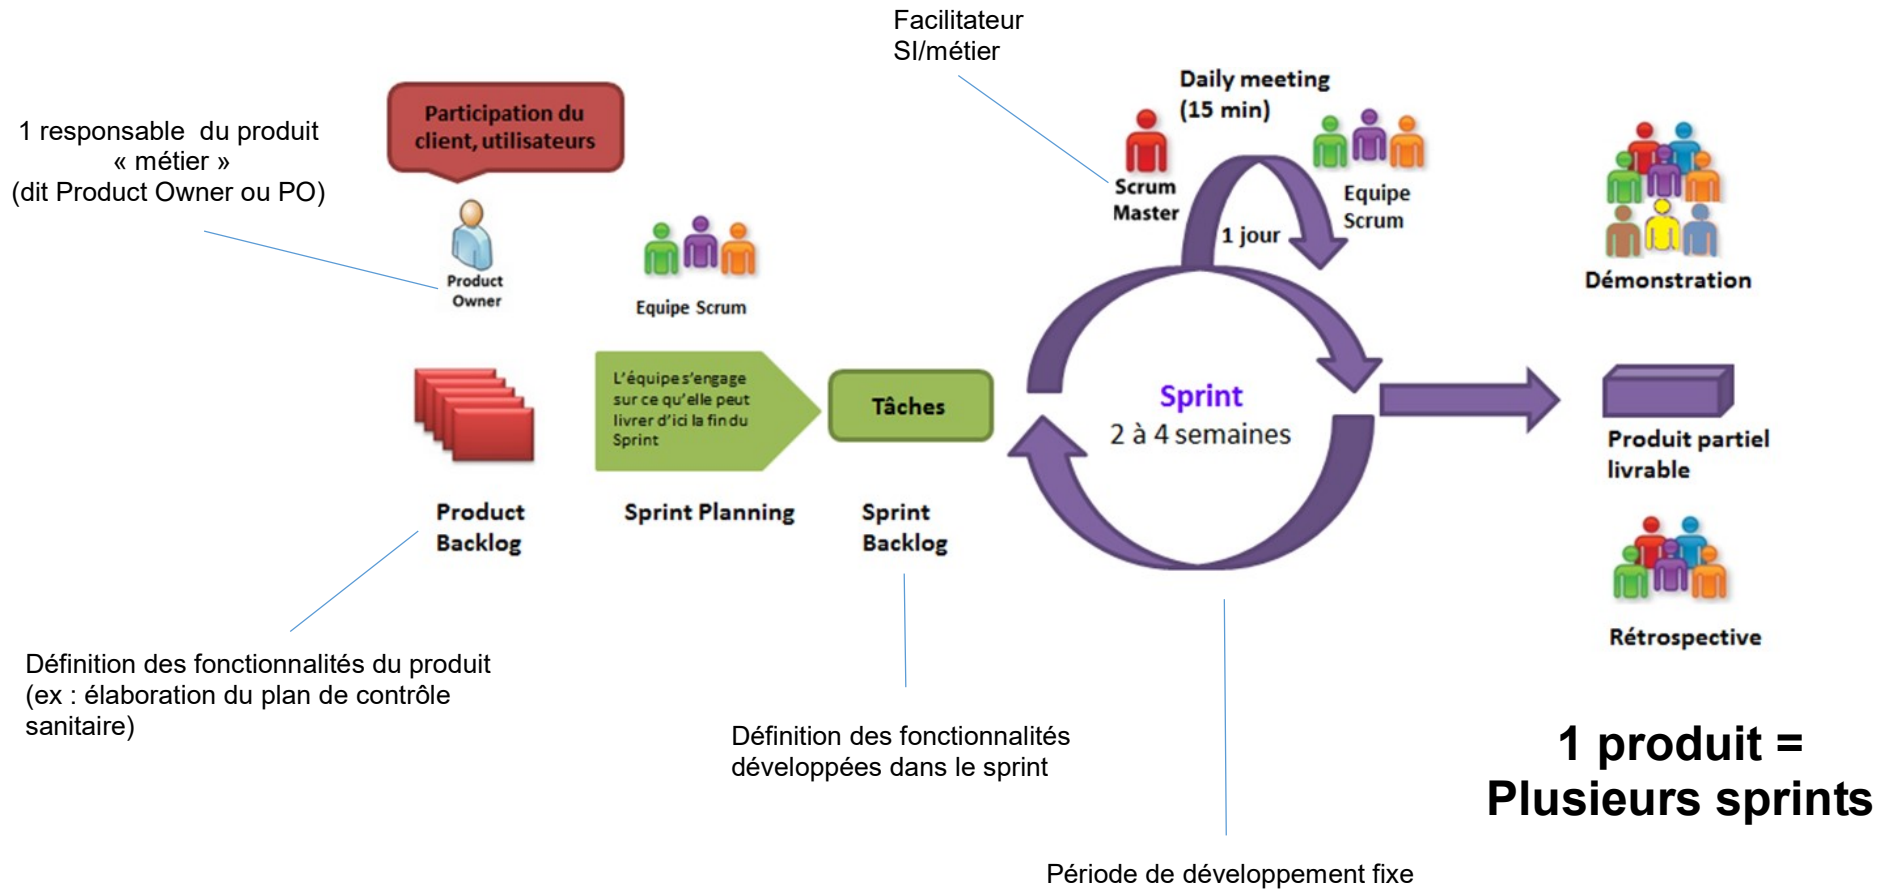 Facilitateur
SI/métier
1 responsable  du produit
« métier »
(dit Product Owner ou PO)
Participation du
client, utilisateurs
Product
Owner
Equipe Scrum
Daily meeting
(15 min)
Scrum
Master
1 jour
Equipe
Scrum
Démonstration
L'équipe s'engage
sur ce qu'elle peut
livrer d'ici la fin du
Sprint
Tâches
Sprint
2 à 4 semaines
Produit partiel
livrable
Product
Backlog
Sprint Planning
Sprint
Backlog
Rétrospective
Définition des fonctionnalités du produit
(ex : élaboration du plan de contrôle
sanitaire)
Définition des fonctionnalités
développées dans le sprint
1 produit =
Plusieurs sprints
Période de développement fixe